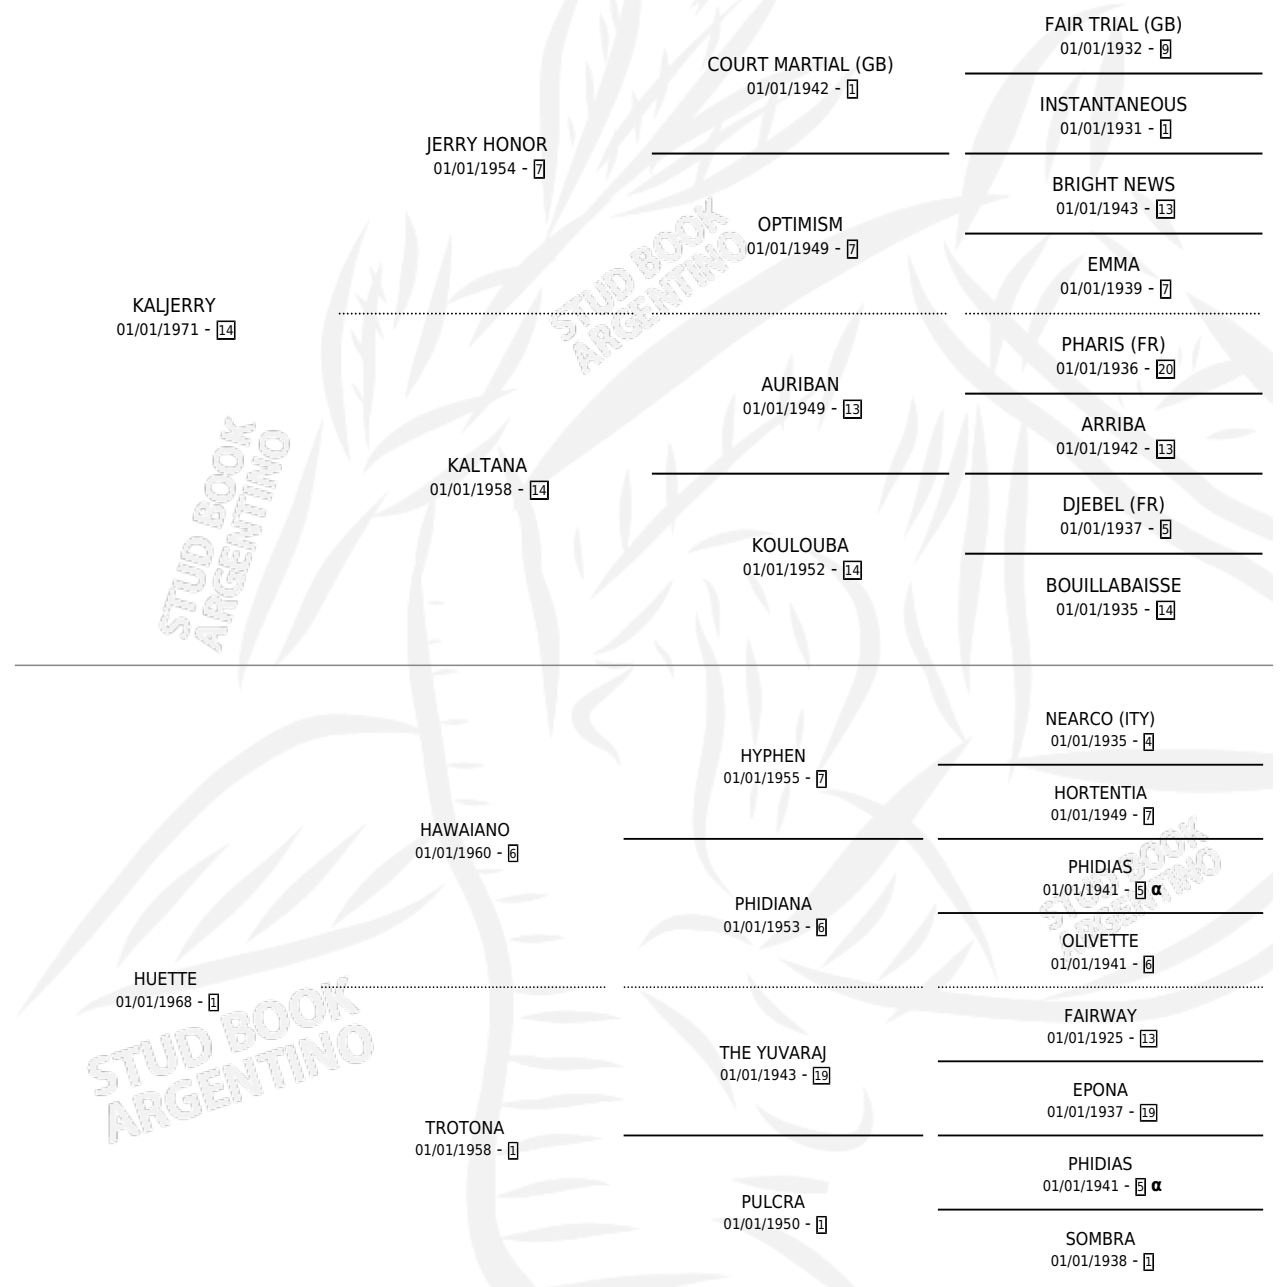 FAIR TRIAL (GB)
01/01/1932 - 9
COURT MARTIAL (GB)
01/01/1942 - 1
INSTANTANEOUS
01/01/1931 - 1
JERRY HONOR
01/01/1954 - 7
BRIGHT NEWS
01/01/1943 - 13
OPTIMISM
01/01/1949 - 7
EMMA
01/01/1939 - 7
KALJERRY
01/01/1971 - 14
PHARIS (FR)
01/01/1936 - 20
AURIBAN
01/01/1949 - 13
ARRIBA
01/01/1942 - 13
KALTANA
01/01/1958 - 14
DJEBEL (FR)
01/01/1937 - 5
KOULOUBA
01/01/1952 - 14
BOUILLABAISSE
01/01/1935 - 14
STUD BOOK
ARGENTINO
STUD BOOK
ARGENTINO
NEARCO (ITY)
01/01/1935 - 4
HYPHEN
01/01/1955 - 7
HORTENTIA
01/01/1949 - 7
HAWAIANO
01/01/1960 - 6
PHIDIAS
01/01/1941 - 5 α
PHIDIANA
01/01/1953 - 6
OLIVETTE
01/01/1941 - 6
HUETTE
01/01/1968 - 1
FAIRWAY
01/01/1925 - 13
THE YUVARAJ
01/01/1943 - 19
EPONA
01/01/1937 - 19
TROTONA
01/01/1958 - 1
PHIDIAS
01/01/1941 - 5 α
PULCRA
01/01/1950 - 1
SOMBRA
01/01/1938 - 1
STUD BOOK
ARGENTINO
STUD BOOK
ARGENTINO